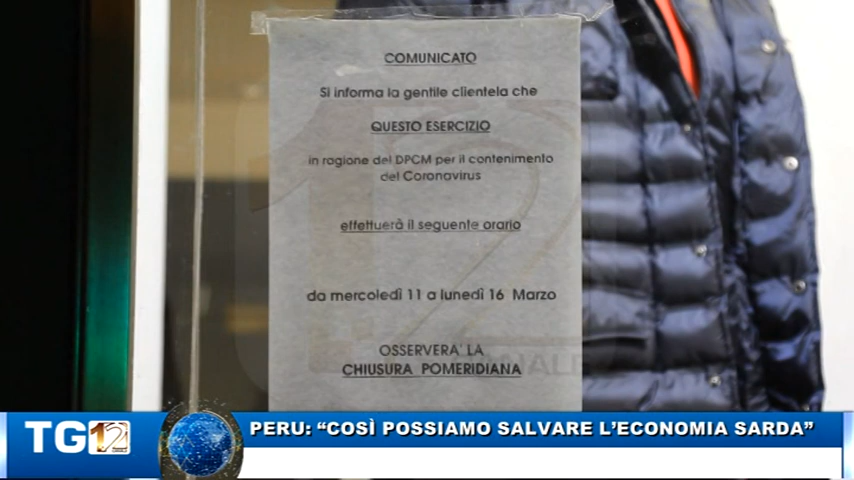 COMUNICATO
Si informa la gentile clientela che
QUESTO ESERCIZIO
in ragione del DPCM per il contenimento
del Coronavirus
effettuerà il seguente orario
da mercoledì 11 a lunedì 16 Marzo
OSSERVERA' LA
CHIUSURA POMERIDIANA
TG12
PERU: “COSÌ POSSIAMO SALVARE L’ECONOMIA SARDA”